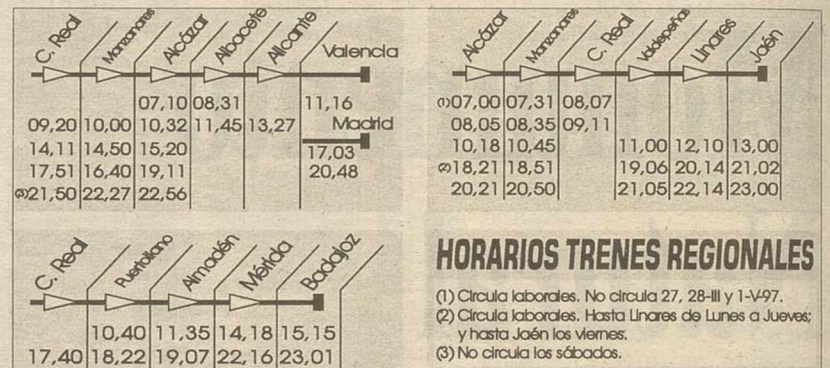 C. Real Manzanares Alcázar Albacete Alicante Valencia
07,10 08,31 11,16
09,20 10,00 10,32 11,45 13,27 Madrid
14,11 14,50 15,20 17,03
17,51 16,40 19,11 20,48
(3)21,50 22,27 22,56
Alcázar Manzanares C. Real Valdepeñas Linares Jaén
(1)07,00 07,31 08,07
08,05 08,35 09,11
10,18 10,45 11,00 12,10 13,00
(2)18,21 18,51 19,06 20,14 21,02
20,21 20,50 21,05 22,14 23,00
C. Real Puertollano Almadén Mérida Badajoz
10,40 11,35 14,18 15,15
17,40 18,22 19,07 22,16 23,01
HORARIOS TRENES REGIONALES
(1) Circula laborales. No circula 27, 28-III y 1-V-97.
(2) Circula laborales. Hasta Linares de Lunes a Jueves;
y hasta Jaén los viernes.
(3) No circula los sábados.